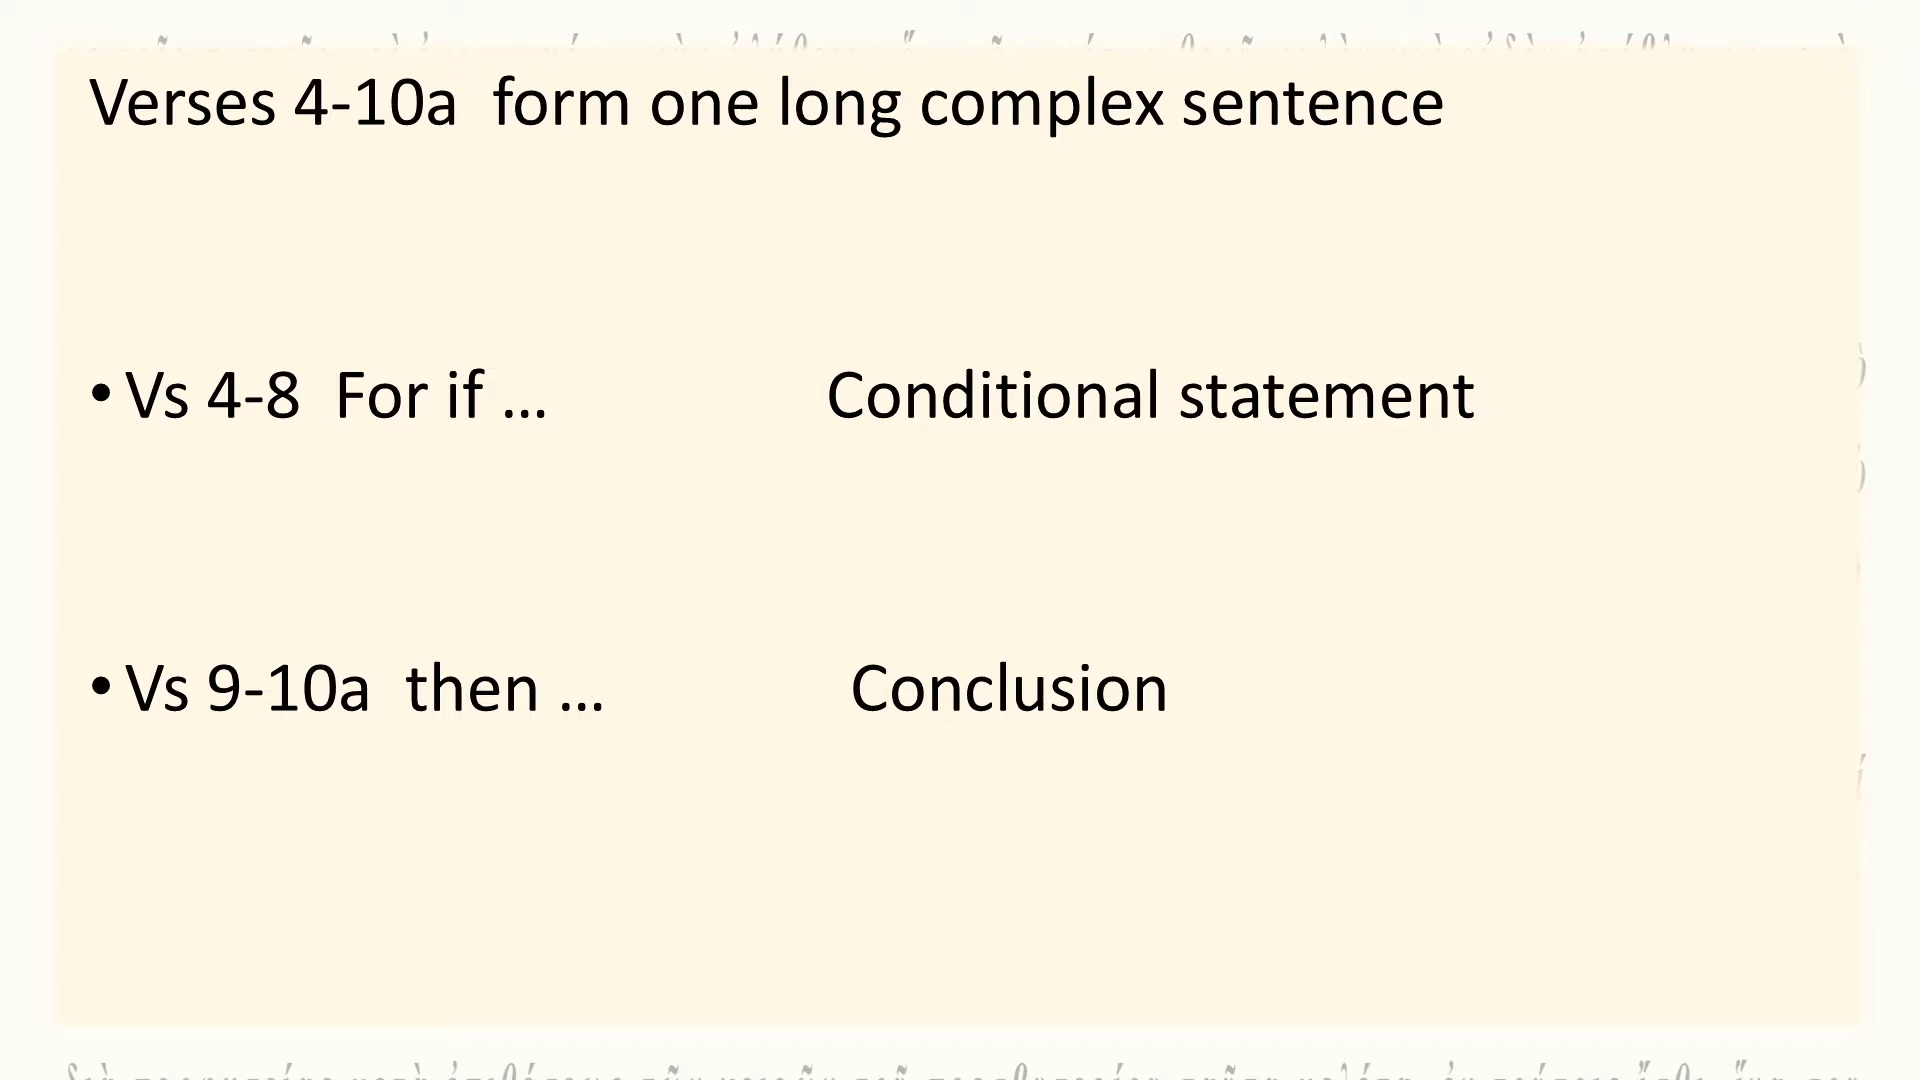 Verses 4-10a  form one long complex sentence
• Vs 4-8  For if ... Conditional statement
• Vs 9-10a  then ... Conclusion